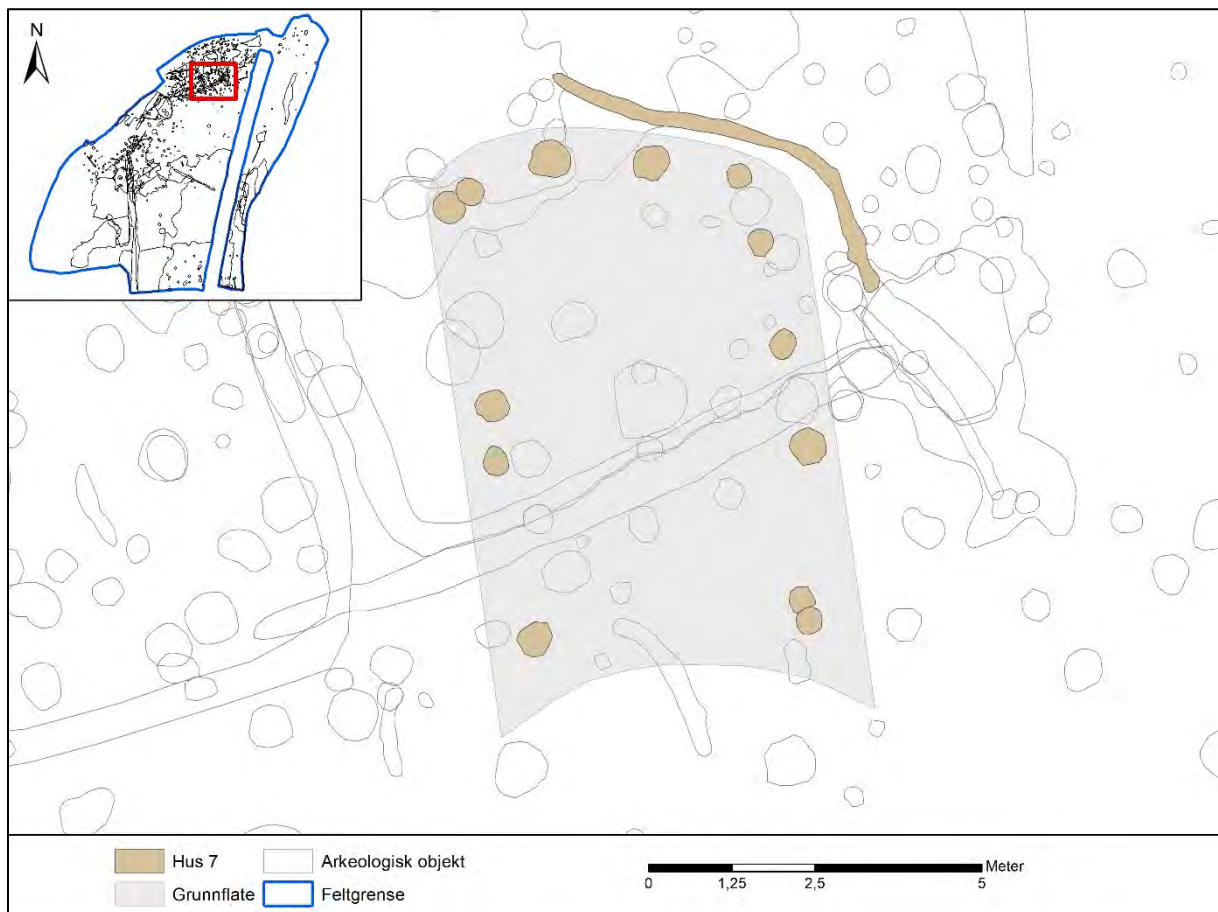 N
Hus 7
Arkeologisk objekt
Grunnflate
Feltgrense
Meter
0 1,25 2,5 5